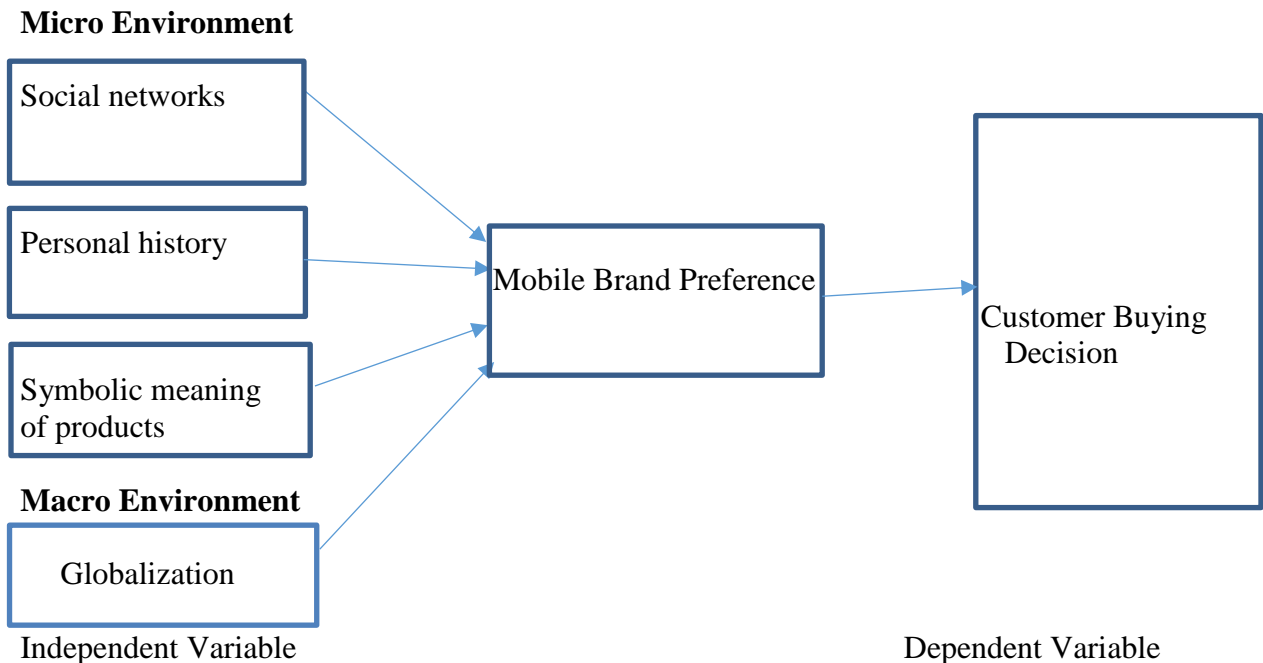 Micro Environment
Social networks
Personal history
Symbolic meaning
of products
Macro Environment
Globalization
Independent Variable
Mobile Brand Preference
Customer Buying
Decision
Dependent Variable